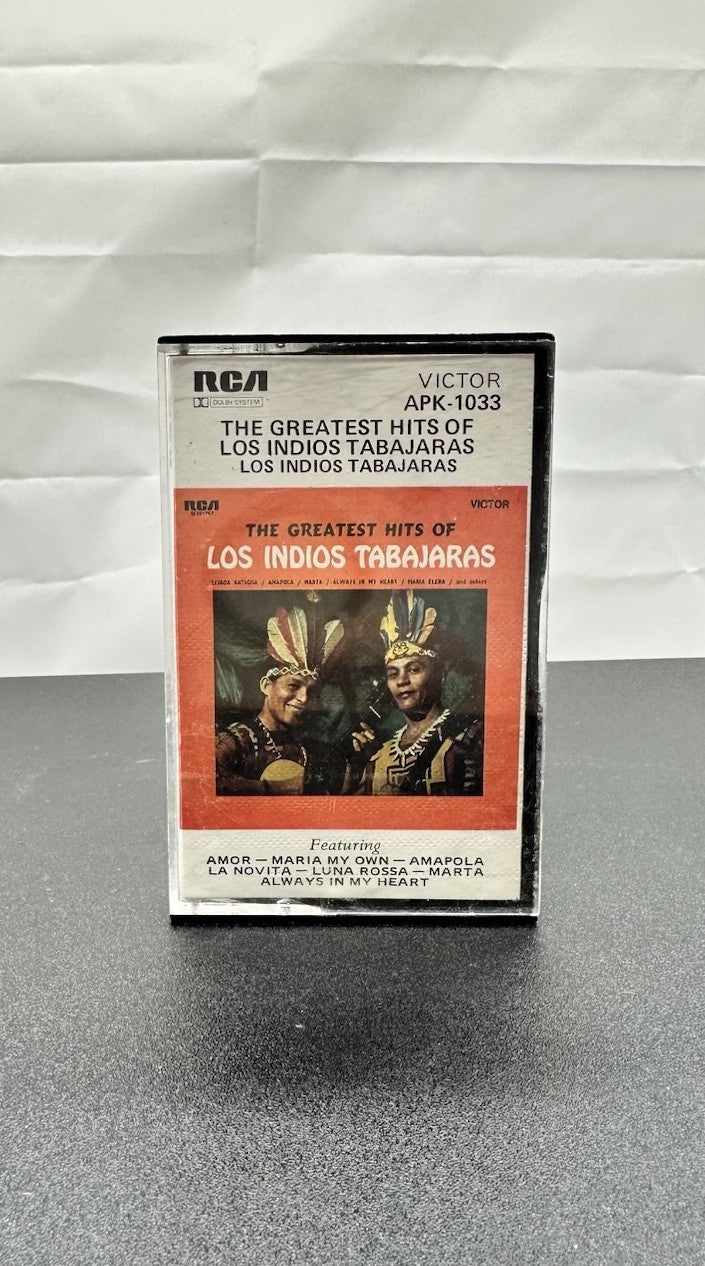 RCA VICTOR
DOLBY SYSTEM APK-1033
THE GREATEST HITS OF
LOS INDIOS TABAJARAS
LOS INDIOS TABAJARAS
RCA VICTOR
THE GREATEST HITS OF
LOS INDIOS TABAJARAS
LISBOA ANTIGUA / AMAPOLA / MARTA / ALWAYS IN MY HEART / MARIA ELENA / and others
Featuring
AMOR — MARIA MY OWN — AMAPOLA
LA NOVITA — LUNA ROSSA — MARTA
ALWAYS IN MY HEART